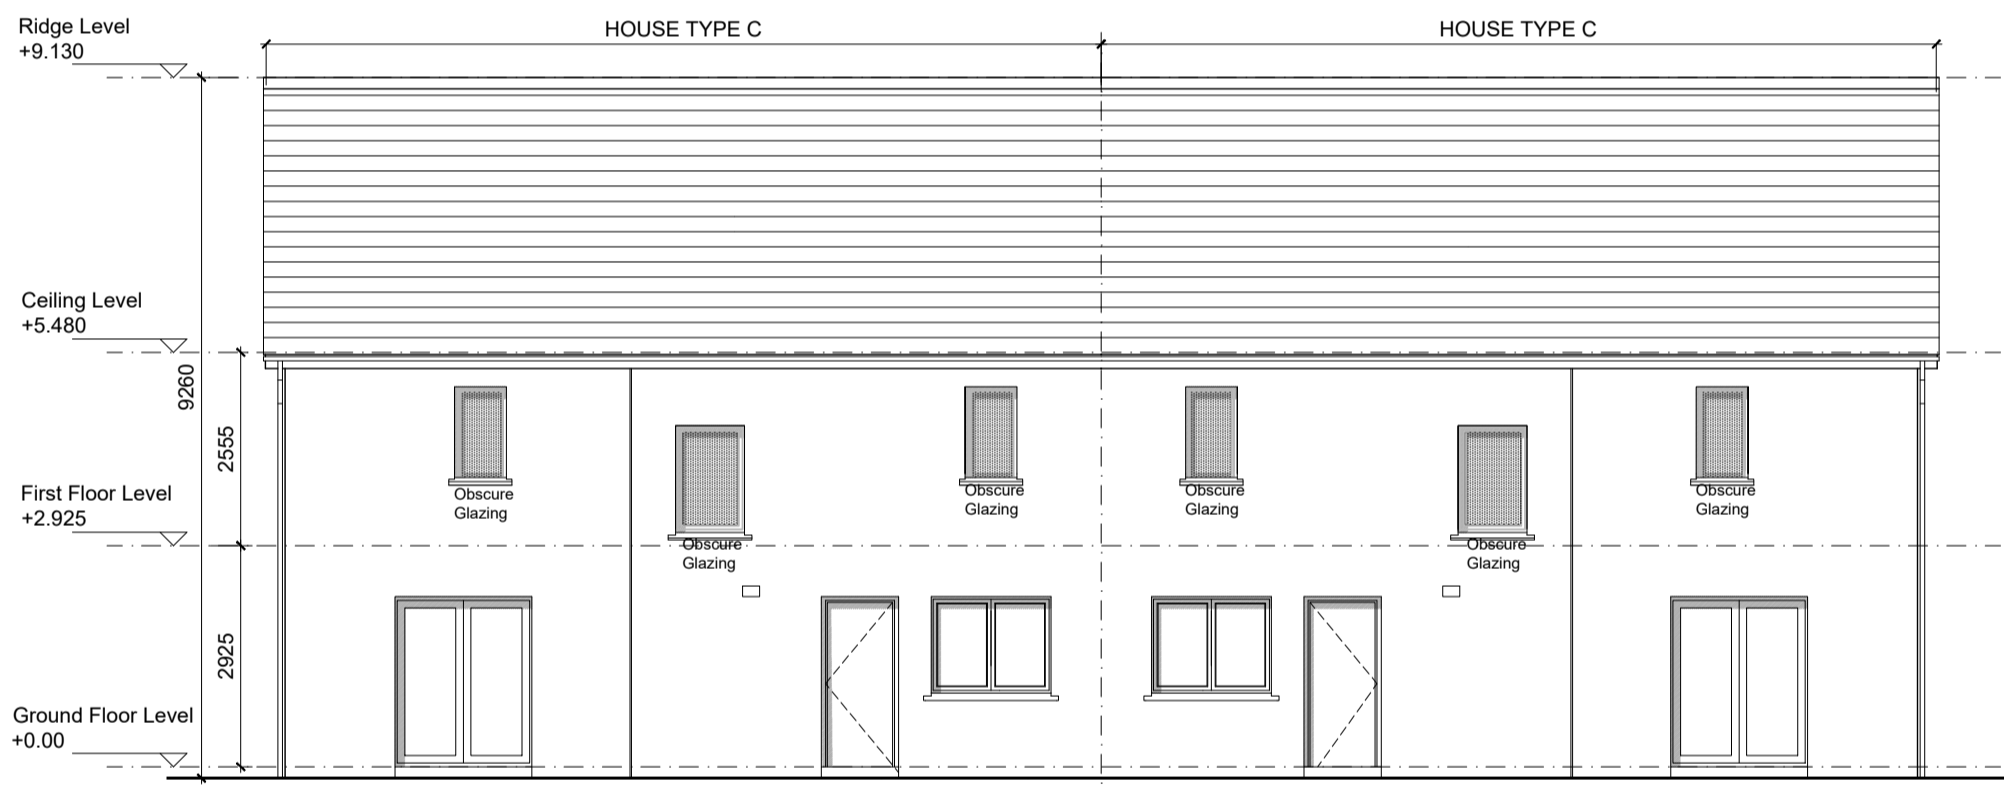 HOUSE TYPE C
HOUSE TYPE C
Ridge Level
+9.130
Ceiling Level
+5.480
9260
2555
First Floor Level
+2.925
2925
Ground Floor Level
+0.00
Obscure
Glazing
Obscure
Glazing
Obscure
Glazing
Obscure
Glazing
Obscure
Glazing
Obscure
Glazing